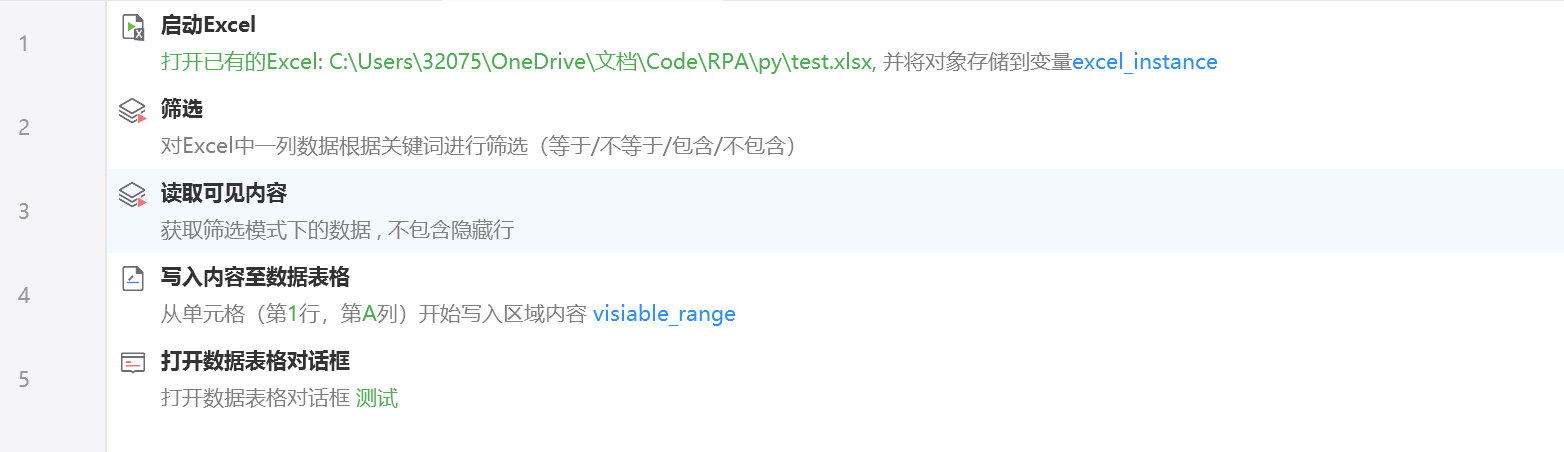 1
启动Excel
打开已有的Excel: C:\Users\32075\OneDrive\文档\Code\RPA\py\test.xlsx, 并将对象存储到变量excel_instance
2
筛选
对Excel中一列数据根据关键词进行筛选（等于/不等于/包含/不包含）
3
读取可见内容
获取筛选模式下的数据 , 不包含隐藏行
4
写入内容至数据表格
从单元格（第1行，第A列）开始写入区域内容 visiable_range
5
打开数据表格对话框
打开数据表格对话框 测试